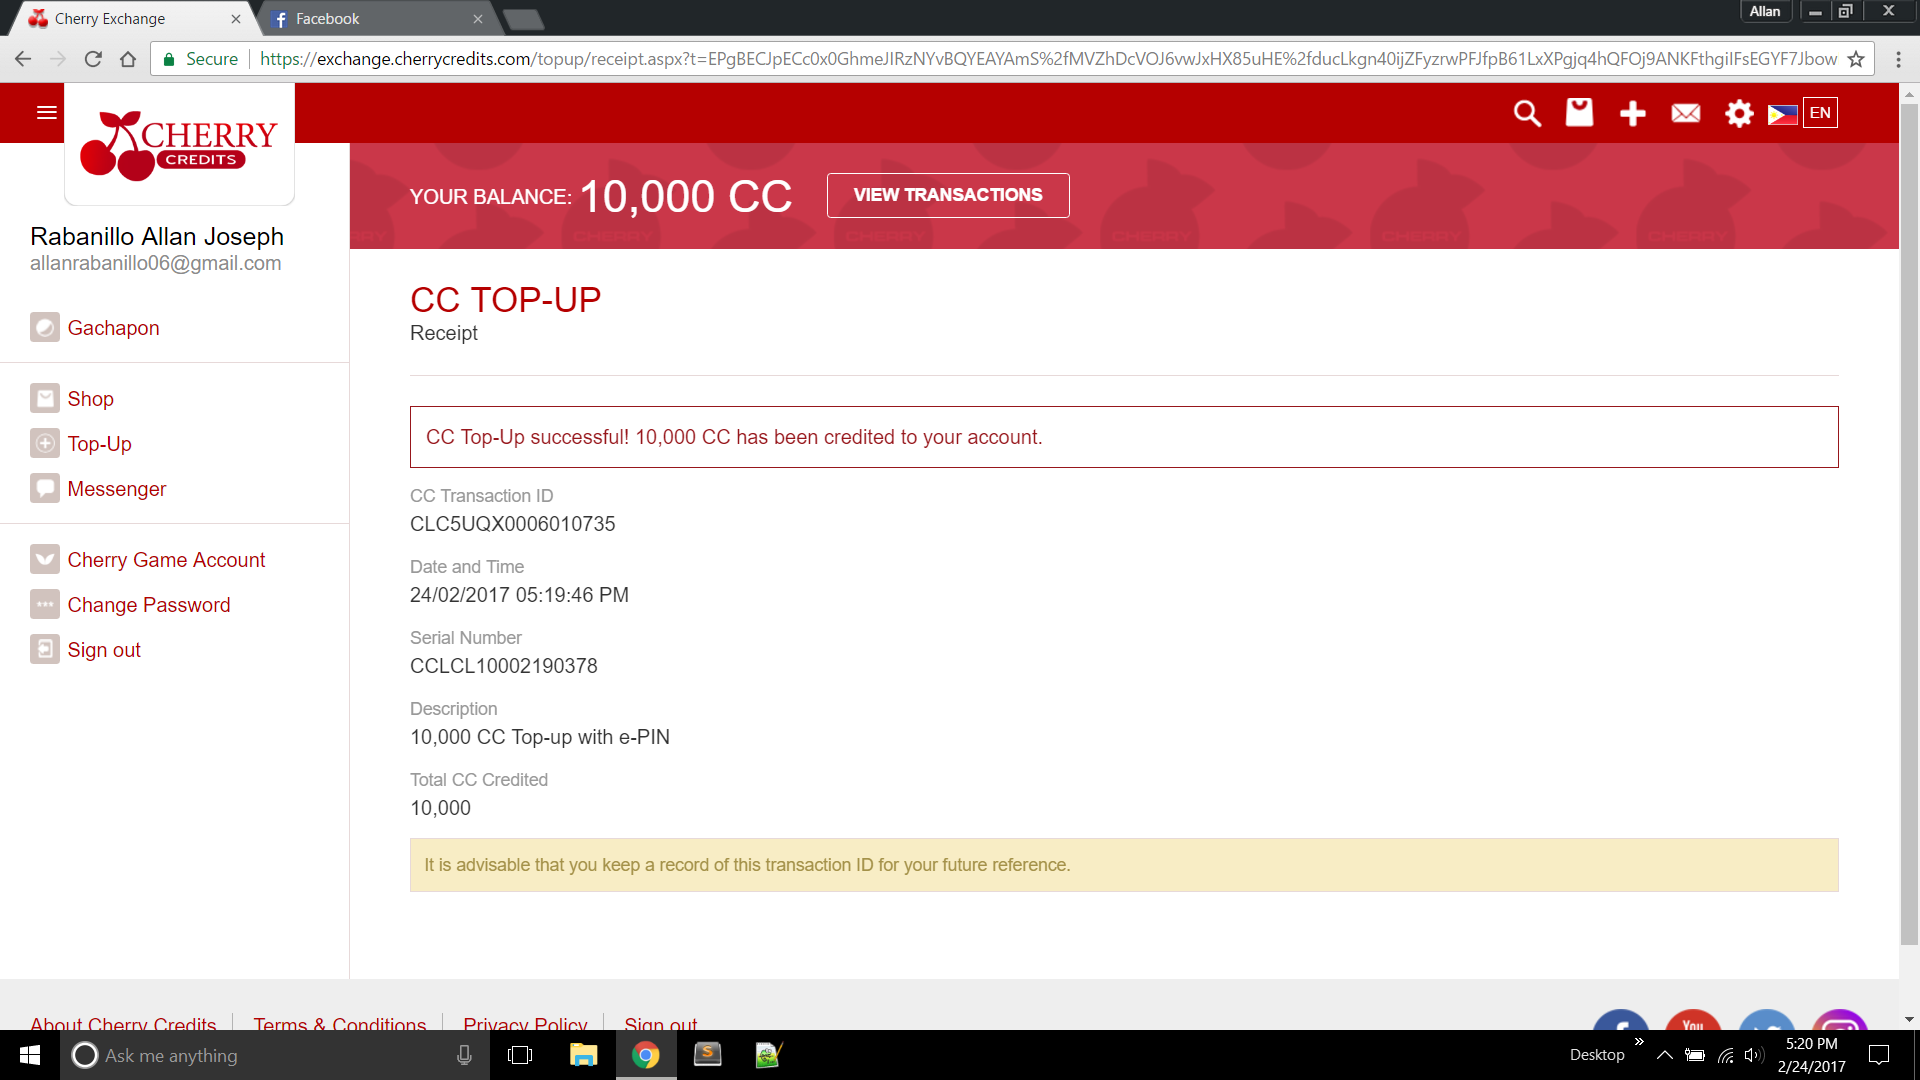 Cherry Exchange
Facebook
Allan
Secure
https://exchange.cherrycredits.com/topup/receipt.aspx?t=EPgBECJpECc0x0GhmeJIRzNYvBQYEAYAmS%2fMVZhDcVOJ6vwJxHX85uHE%2fducLkgn40ijZFyzrwPFJfpB61LxXPgjq4hQFOj9ANKFthgiIFsEGYF7Jbow
CHERRY
CREDITS
EN
YOUR BALANCE: 10,000 CC
VIEW TRANSACTIONS
Rabanillo Allan Joseph
allanrabanillo06@gmail.com
Gachapon
Shop
Top-Up
Messenger
Cherry Game Account
Change Password
Sign out
CC TOP-UP
Receipt
CC Top-Up successful! 10,000 CC has been credited to your account.
CC Transaction ID
CLC5UQX0006010735
Date and Time
24/02/2017 05:19:46 PM
Serial Number
CCLCL10002190378
Description
10,000 CC Top-up with e-PIN
Total CC Credited
10,000
It is advisable that you keep a record of this transaction ID for your future reference.
About Cherry Credits
Terms & Conditions
Privacy Policy
Sign out
You
Ask me anything
Desktop
5:20 PM
2/24/2017